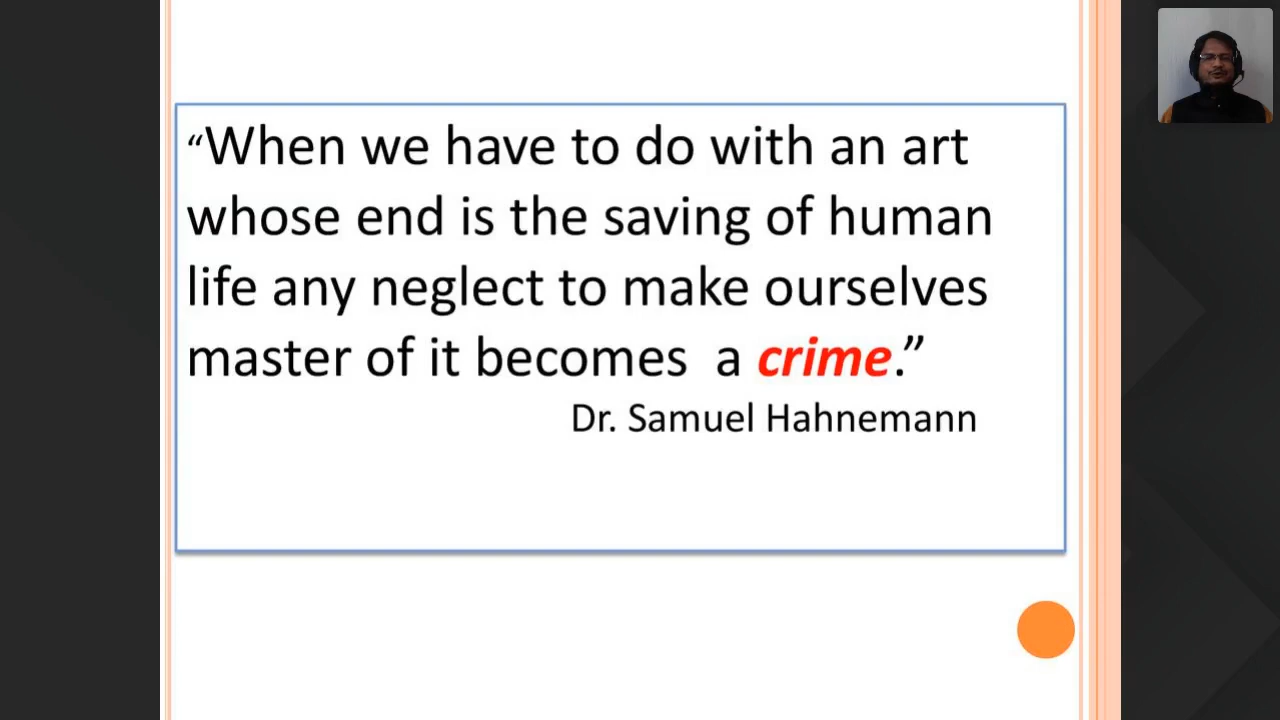 “When we have to do with an art
whose end is the saving of human
life any neglect to make ourselves
master of it becomes  a crime.”
Dr. Samuel Hahnemann